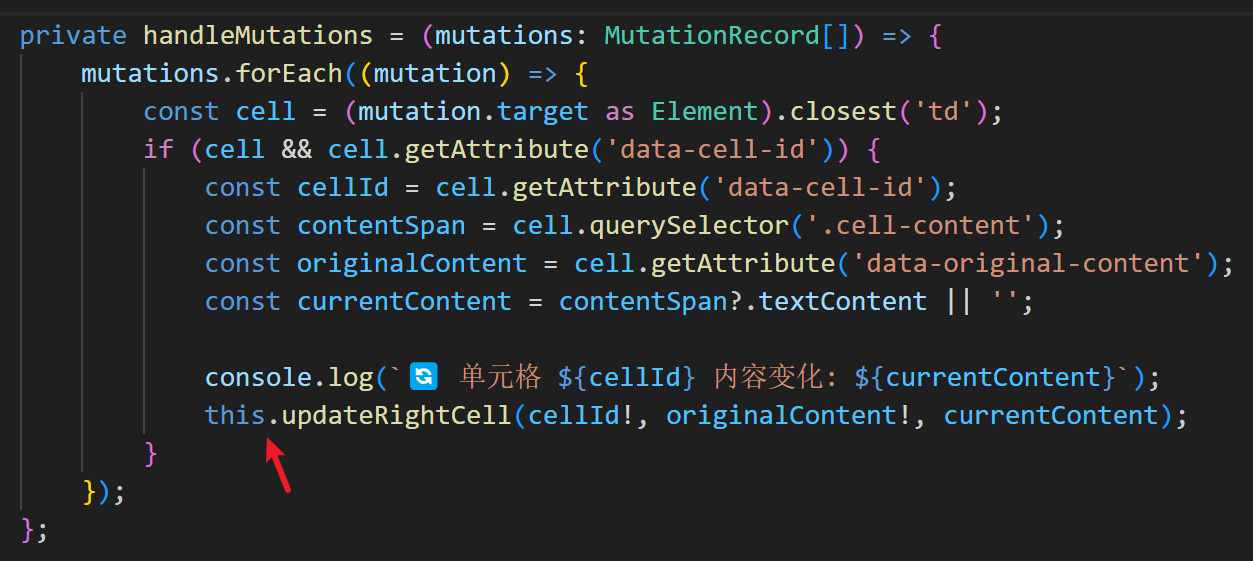 private handleMutations = (mutations: MutationRecord[]) => {
    mutations.forEach((mutation) => {
        const cell = (mutation.target as Element).closest('td');
        if (cell && cell.getAttribute('data-cell-id')) {
            const cellId = cell.getAttribute('data-cell-id');
            const contentSpan = cell.querySelector('.cell-content');
            const originalContent = cell.getAttribute('data-original-content');
            const currentContent = contentSpan?.textContent || '';
            console.log(`🔄 单元格 ${cellId} 内容变化: ${currentContent}`);
            this.updateRightCell(cellId!, originalContent!, currentContent);
        }
    });
};